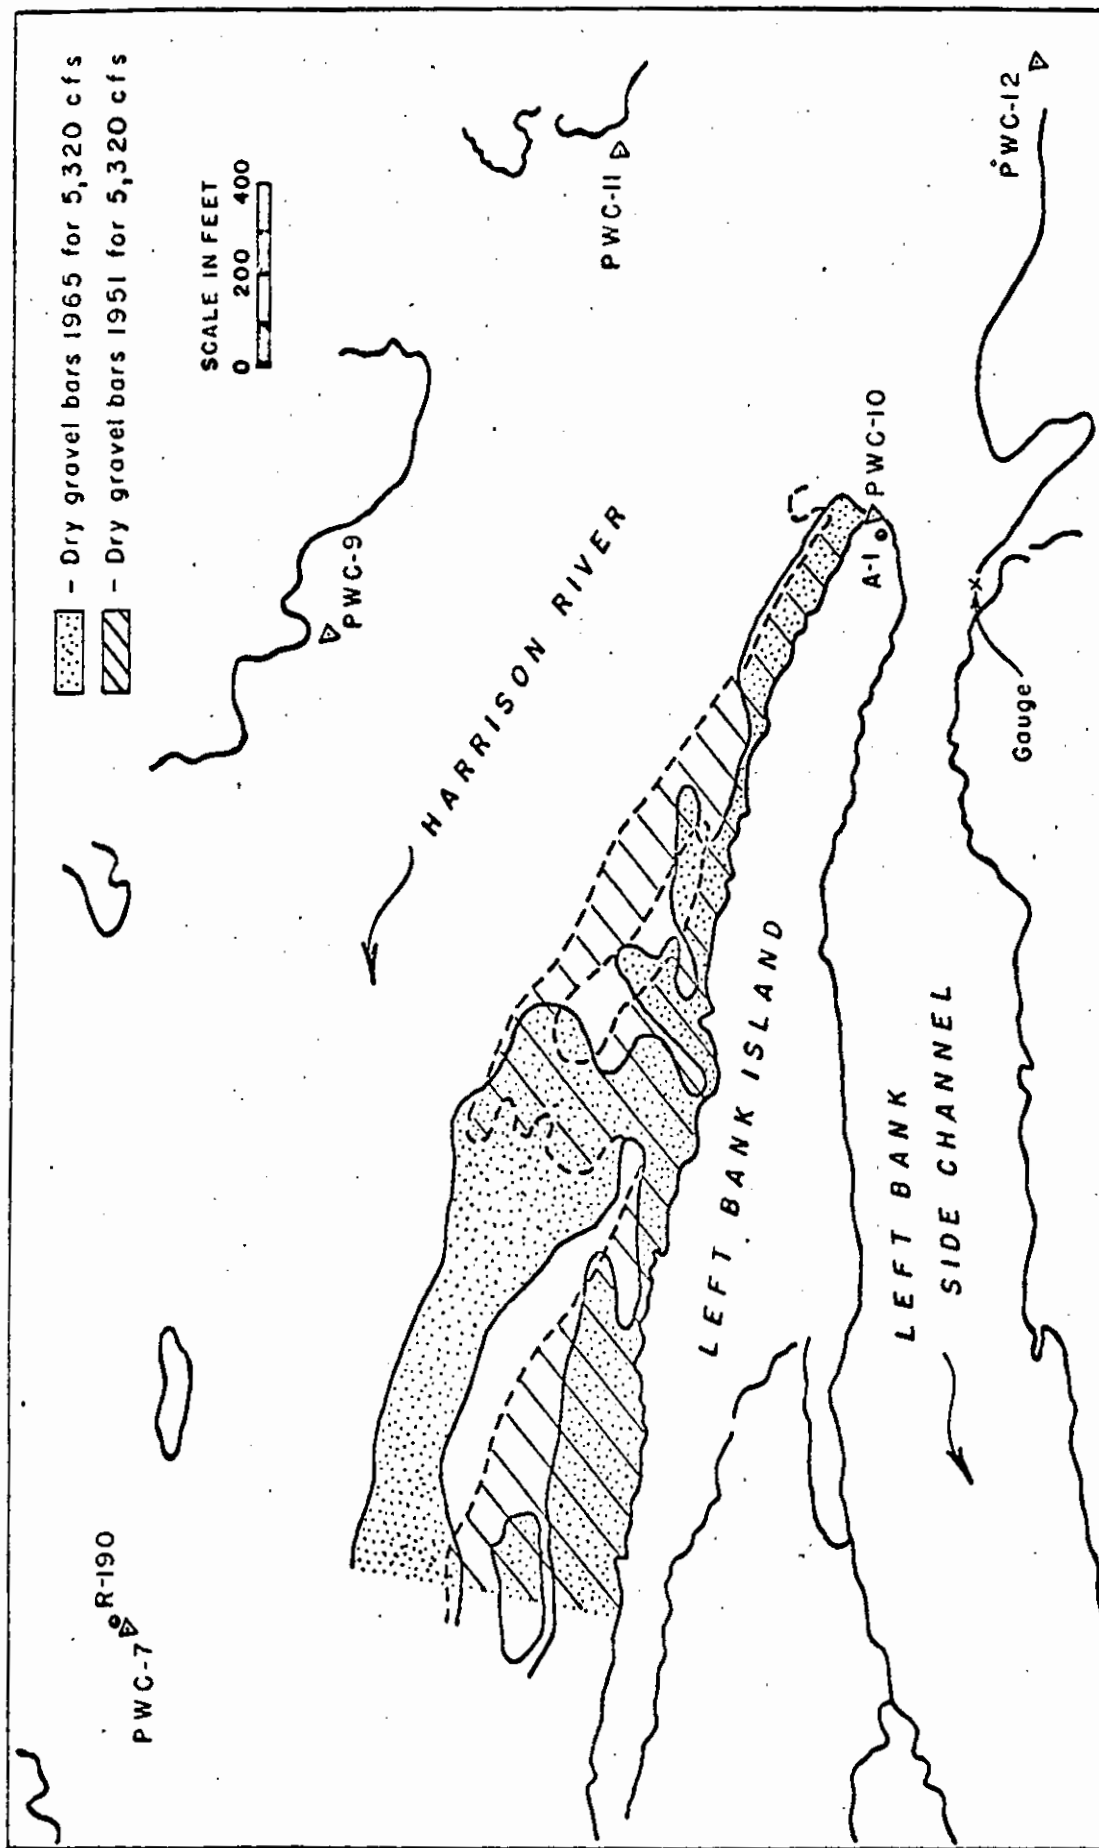 – Dry gravel bars 1965 for 5,320 cfs
– Dry gravel bars 1951 for 5,320 cfs
SCALE IN FEET
0 200 400
PWC-7
R-190
PWC-9
PWC-11
PWC-12
HARRISON RIVER
PWC-10
A-1
Gauge
LEFT BANK ISLAND
LEFT BANK
SIDE CHANNEL